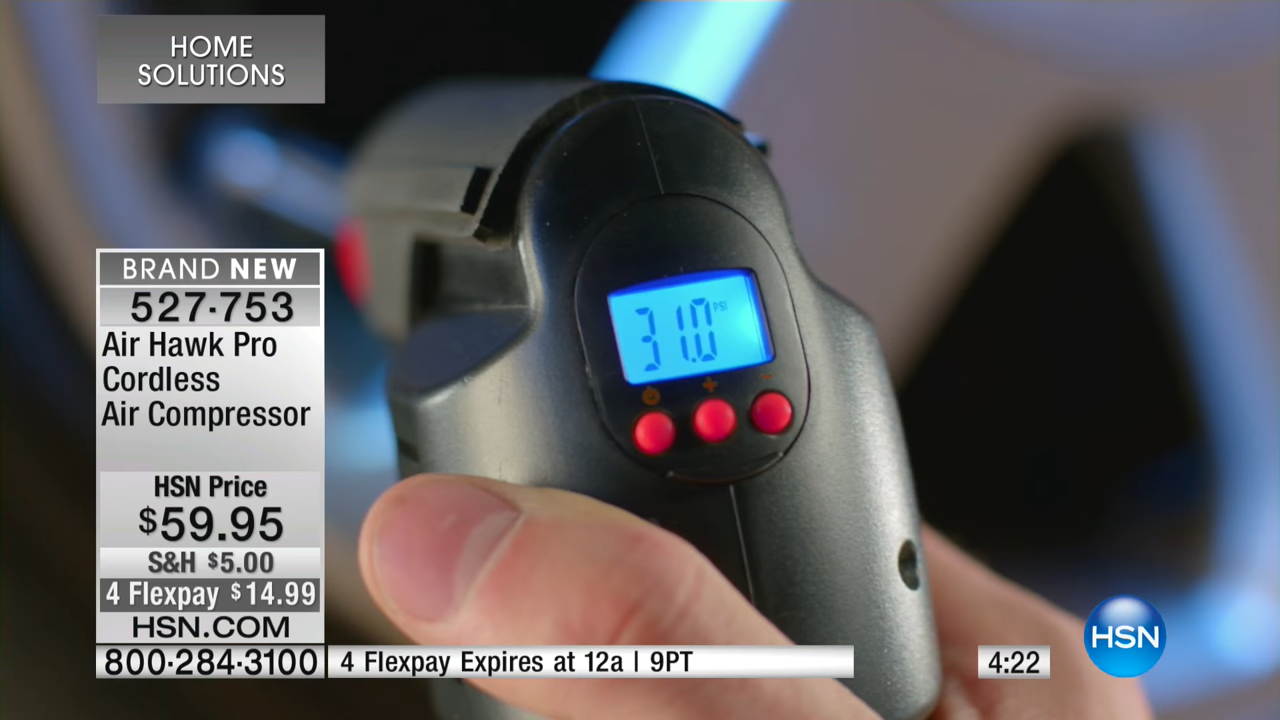 HOME
SOLUTIONS
BRAND NEW
527·753
Air Hawk Pro
Cordless
Air Compressor
HSN Price
$59.95
S&H $5.00
4 Flexpay $14.99
HSN.COM
800·284·3100
4 Flexpay Expires at 12a | 9PT
4:22
HSN
31.0 PSI
+
-